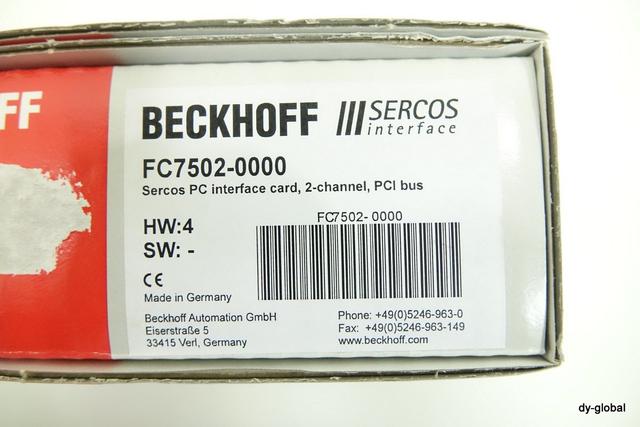 FF
BECKHOFF
SERCOS
interface
FC7502-0000
Sercos PC interface card, 2-channel, PCI bus
HW:4
SW: -
FC7502- 0000
CE
Made in Germany
Beckhoff Automation GmbH
Eiserstraße 5
33415 Verl, Germany
Phone: +49(0)5246-963-0
Fax: +49(0)5246-963-149
www.beckhoff.com
dy-global